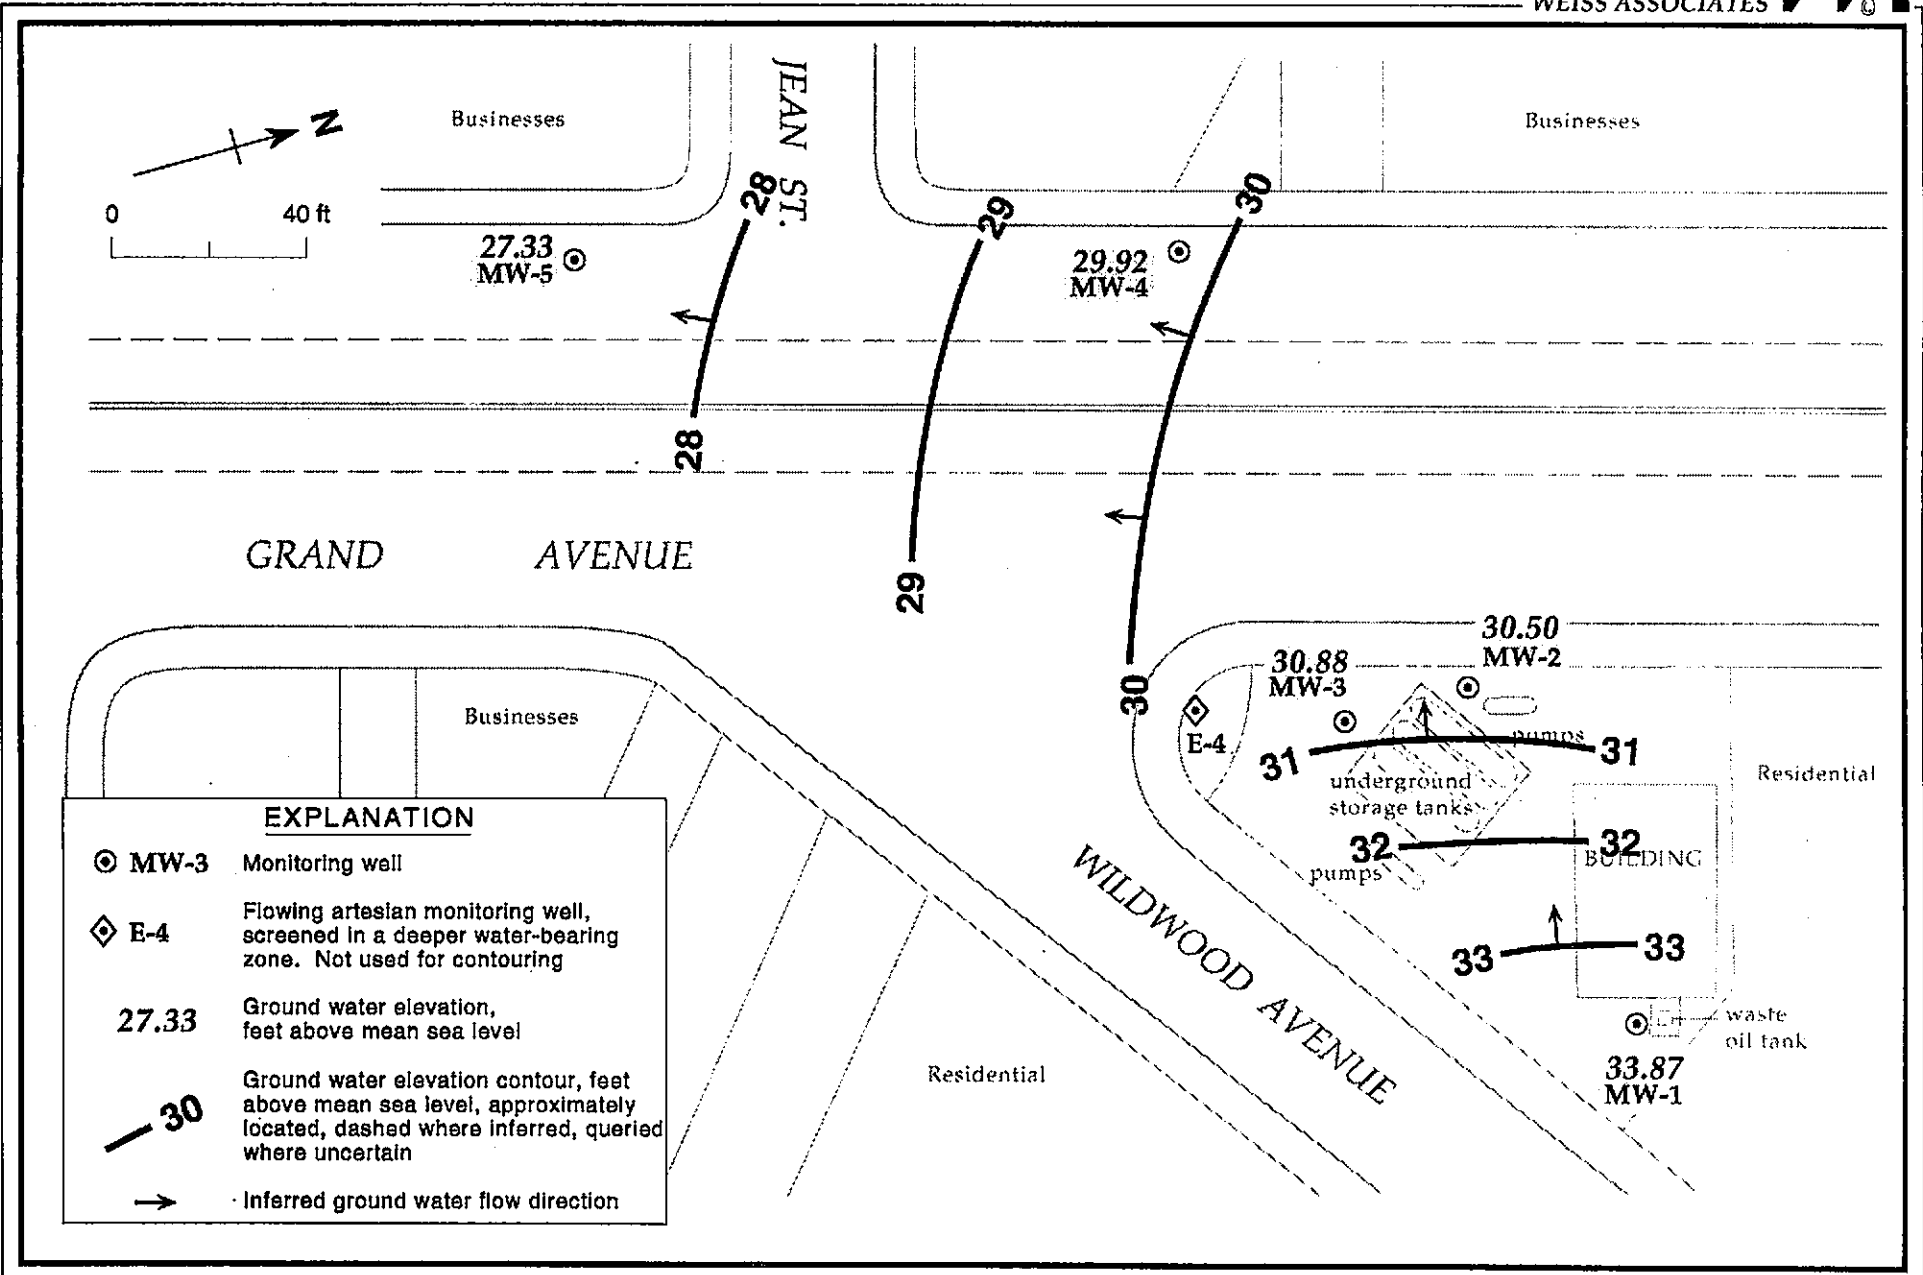 WEISS ASSOCIATES
©
N
0 40 ft
Businesses
JEAN ST.
Businesses
28
29
30
27.33
MW-5
29.92
MW-4
28
GRAND AVENUE
29
30
30.50
MW-2
30.88
MW-3
E-4
pumps
31
31
underground
storage tanks
Residential
32
32
BUILDING
pumps
33
33
waste
oil tank
33.87
MW-1
WILDWOOD AVENUE
Businesses
Residential
EXPLANATION
MW-3 Monitoring well
E-4 Flowing artesian monitoring well,
screened in a deeper water-bearing
zone. Not used for contouring
27.33 Ground water elevation,
feet above mean sea level
30 Ground water elevation contour, feet
above mean sea level, approximately
located, dashed where inferred, queried
where uncertain
Inferred ground water flow direction